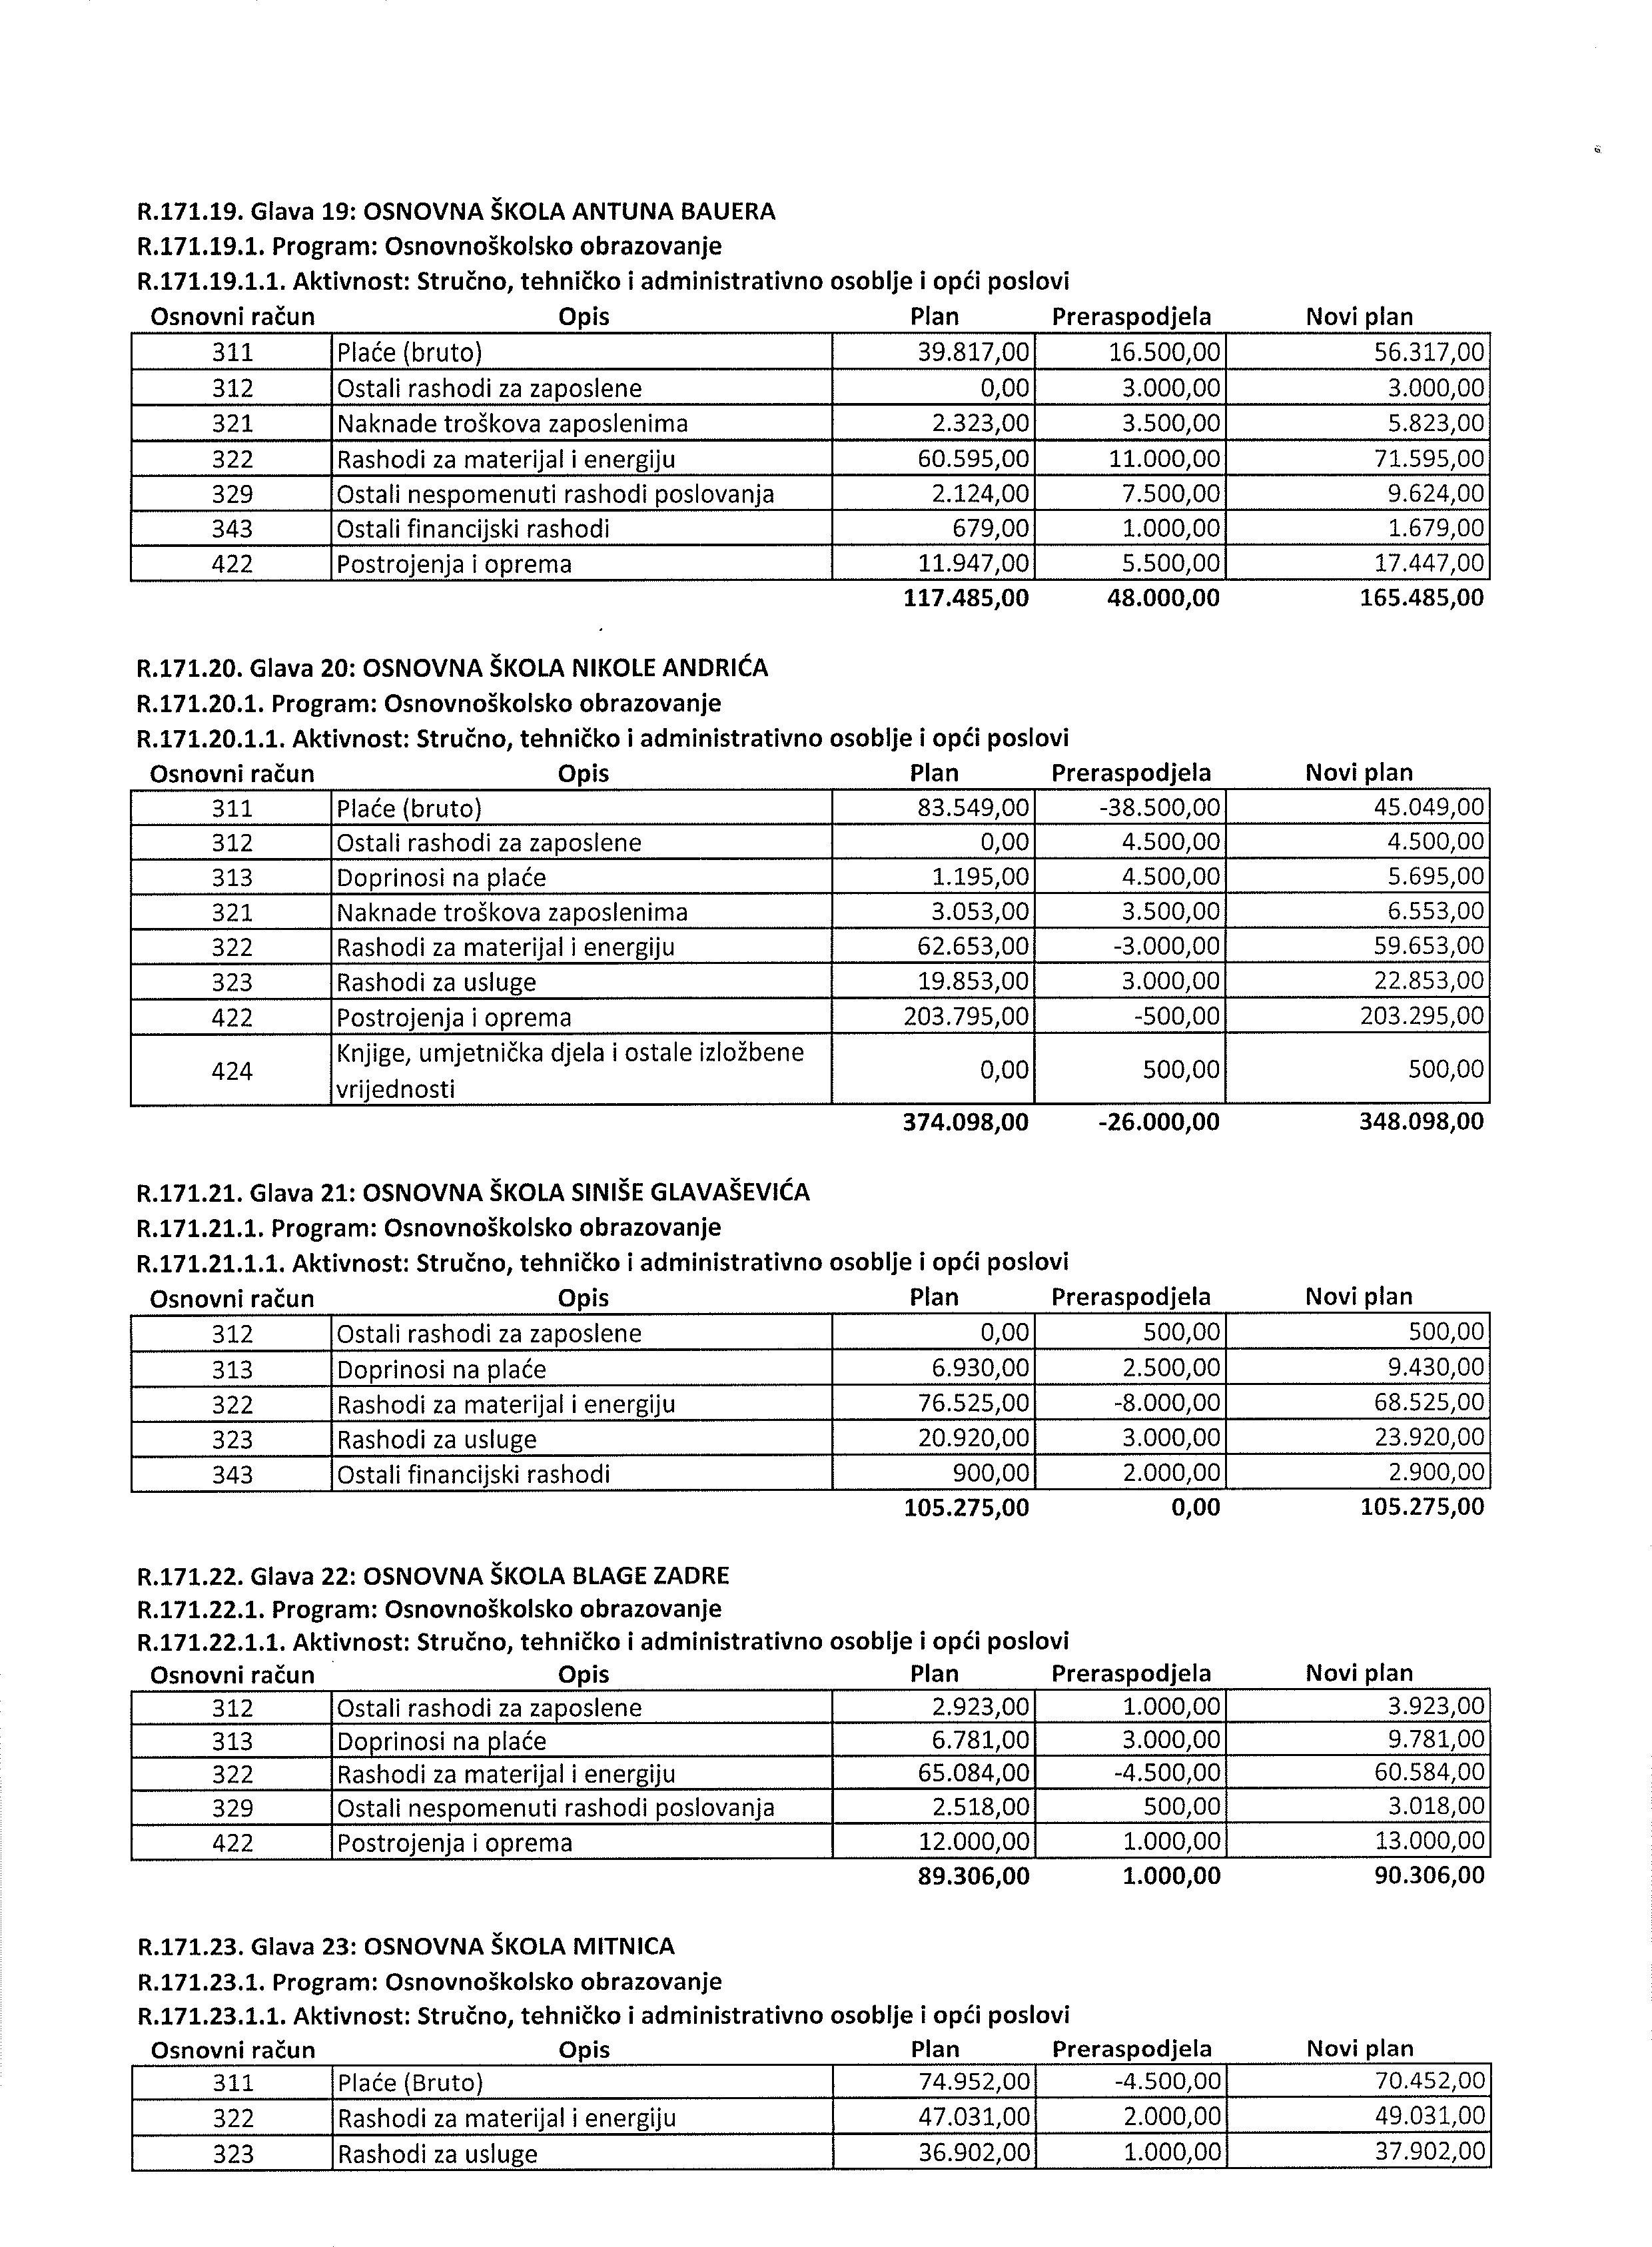 R.171.19. Glava 19: OSNOVNA ŠKOLA ANTUNA BAUERA
R.171.19.1. Program: Osnovnoškolsko obrazovanje
R.171.19.1.1. Aktivnost: Stručno, tehničko i administrativno osoblje i opći poslovi
Osnovni račun Opis Plan Preraspodjela Novi plan
311 Plaće (bruto) 39.817,00 16.500,00 56.317,00
312 Ostali rashodi za zaposlene 0,00 3.000,00 3.000,00
321 Naknade troškova zaposlenima 2.323,00 3.500,00 5.823,00
322 Rashodi za materijal i energiju 60.595,00 11.000,00 71.595,00
329 Ostali nespomenuti rashodi poslovanja 2.124,00 7.500,00 9.624,00
343 Ostali financijski rashodi 679,00 1.000,00 1.679,00
422 Postrojenja i oprema 11.947,00 5.500,00 17.447,00
117.485,00 48.000,00 165.485,00
R.171.20. Glava 20: OSNOVNA ŠKOLA NIKOLE ANDRIĆA
R.171.20.1. Program: Osnovnoškolsko obrazovanje
R.171.20.1.1. Aktivnost: Stručno, tehničko i administrativno osoblje i opći poslovi
Osnovni račun Opis Plan Preraspodjela Novi plan
311 Plaće (bruto) 83.549,00 -38.500,00 45.049,00
312 Ostali rashodi za zaposlene 0,00 4.500,00 4.500,00
313 Doprinosi na plaće 1.195,00 4.500,00 5.695,00
321 Naknade troškova zaposlenima 3.053,00 3.500,00 6.553,00
322 Rashodi za materijal i energiju 62.653,00 -3.000,00 59.653,00
323 Rashodi za usluge 19.853,00 3.000,00 22.853,00
422 Postrojenja i oprema 203.795,00 -500,00 203.295,00
424 Knjige, umjetnička djela i ostale izložbene 0,00 500,00 500,00
vrijednosti
374.098,00 -26.000,00 348.098,00
R.171.21. Glava 21: OSNOVNA ŠKOLA SINIŠE GLAVAŠEVIĆA
R.171.21.1. Program: Osnovnoškolsko obrazovanje
R.171.21.1.1. Aktivnost: Stručno, tehničko i administrativno osoblje i opći poslovi
Osnovni račun Opis Plan Preraspodjela Novi plan
312 Ostali rashodi za zaposlene 0,00 500,00 500,00
313 Doprinosi na plaće 6.930,00 2.500,00 9.430,00
322 Rashodi za materijal i energiju 76.525,00 -8.000,00 68.525,00
323 Rashodi za usluge 20.920,00 3.000,00 23.920,00
343 Ostali financijski rashodi 900,00 2.000,00 2.900,00
105.275,00 0,00 105.275,00
R.171.22. Glava 22: OSNOVNA ŠKOLA BLAGE ZADRE
R.171.22.1. Program: Osnovnoškolsko obrazovanje
R.171.22.1.1. Aktivnost: Stručno, tehničko i administrativno osoblje i opći poslovi
Osnovni račun Opis Plan Preraspodjela Novi plan
312 Ostali rashodi za zaposlene 2.923,00 1.000,00 3.923,00
313 Doprinosi na plaće 6.781,00 3.000,00 9.781,00
322 Rashodi za materijal i energiju 65.084,00 -4.500,00 60.584,00
329 Ostali nespomenuti rashodi poslovanja 2.518,00 500,00 3.018,00
422 Postrojenja i oprema 12.000,00 1.000,00 13.000,00
89.306,00 1.000,00 90.306,00
R.171.23. Glava 23: OSNOVNA ŠKOLA MITNICA
R.171.23.1. Program: Osnovnoškolsko obrazovanje
R.171.23.1.1. Aktivnost: Stručno, tehničko i administrativno osoblje i opći poslovi
Osnovni račun Opis Plan Preraspodjela Novi plan
311 Plaće (Bruto) 74.952,00 -4.500,00 70.452,00
322 Rashodi za materijal i energiju 47.031,00 2.000,00 49.031,00
323 Rashodi za usluge 36.902,00 1.000,00 37.902,00